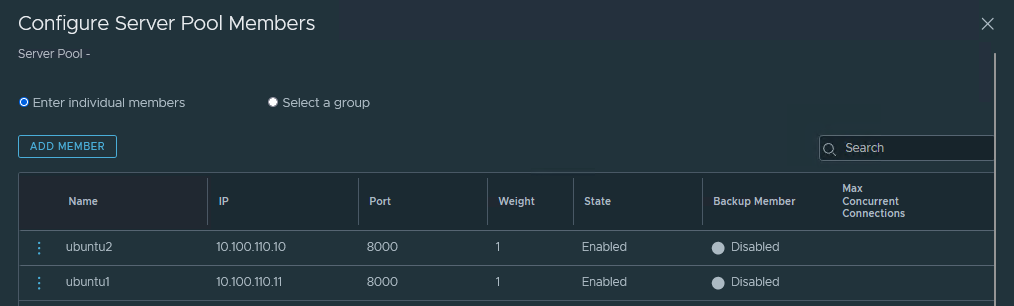 Configure Server Pool Members
Server Pool -
Enter individual members Select a group
ADD MEMBER Search
Name IP Port Weight State Backup Member Max Concurrent Connections
ubuntu2 10.100.110.10 8000 1 Enabled Disabled
ubuntu1 10.100.110.11 8000 1 Enabled Disabled